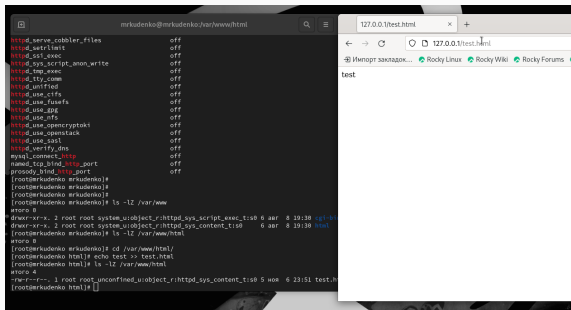 mrkudenko@mrkudenko:/var/www/html
httpd_serve_cobbler_files off
httpd_setrlimit off
httpd_ssi_exec off
httpd_sys_script_anon_write off
httpd_tmp_exec off
httpd_tty_comm off
httpd_unified off
httpd_use_cifs off
httpd_use_fusefs off
httpd_use_gpg off
httpd_use_nfs off
httpd_use_opencryptoki off
httpd_use_openstack off
httpd_use_sasl off
httpd_verify_dns off
mysql_connect_http off
named_tcp_bind_http_port off
prosody_bind_http_port off
[root@mrkudenko mrkudenko]#
[root@mrkudenko mrkudenko]#
[root@mrkudenko mrkudenko]#
[root@mrkudenko mrkudenko]# ls -lZ /var/www
итого 0
drwxr-xr-x. 2 root root system_u:object_r:httpd_sys_script_exec_t:s0 6 авг 8 19:30 cgi-bin
drwxr-xr-x. 2 root root system_u:object_r:httpd_sys_content_t:s0 6 авг 8 19:30 html
[root@mrkudenko mrkudenko]# ls -lZ /var/www/html
итого 0
[root@mrkudenko mrkudenko]# cd /var/www/html/
[root@mrkudenko html]# echo test >> test.html
[root@mrkudenko html]# ls -lZ /var/www/html
итого 4
-rw-r--r--. 1 root root unconfined_u:object_r:httpd_sys_content_t:s0 5 ноя 6 23:51 test.h
[root@mrkudenko html]#
127.0.0.1/test.html
127.0.0.1/test.html
Импорт закладок... Rocky Linux Rocky Wiki Rocky Forums
test